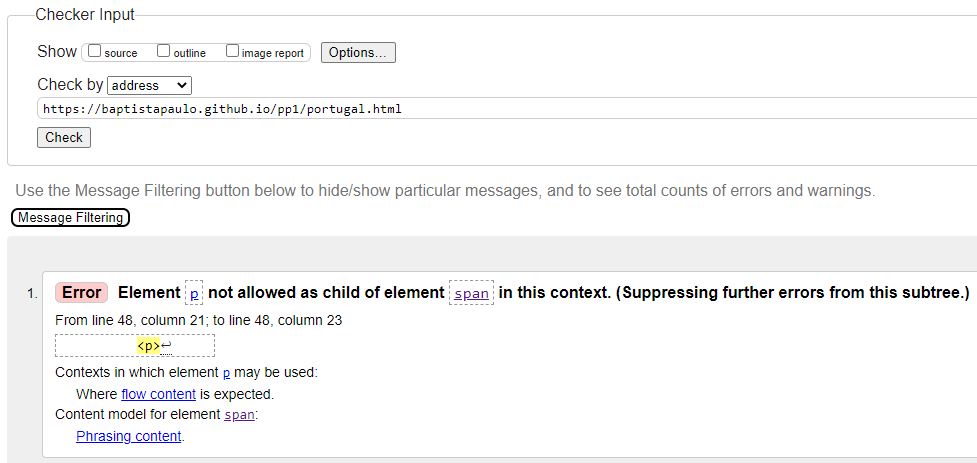 Checker Input
Show source outline image report Options...
Check by address
https://baptistapaulo.github.io/pp1/portugal.html
Check
Use the Message Filtering button below to hide/show particular messages, and to see total counts of errors and warnings.
Message Filtering
1. Error Element p not allowed as child of element span in this context. (Suppressing further errors from this subtree.)
From line 48, column 21; to line 48, column 23
<p>↩
Contexts in which element p may be used:
Where flow content is expected.
Content model for element span:
Phrasing content.